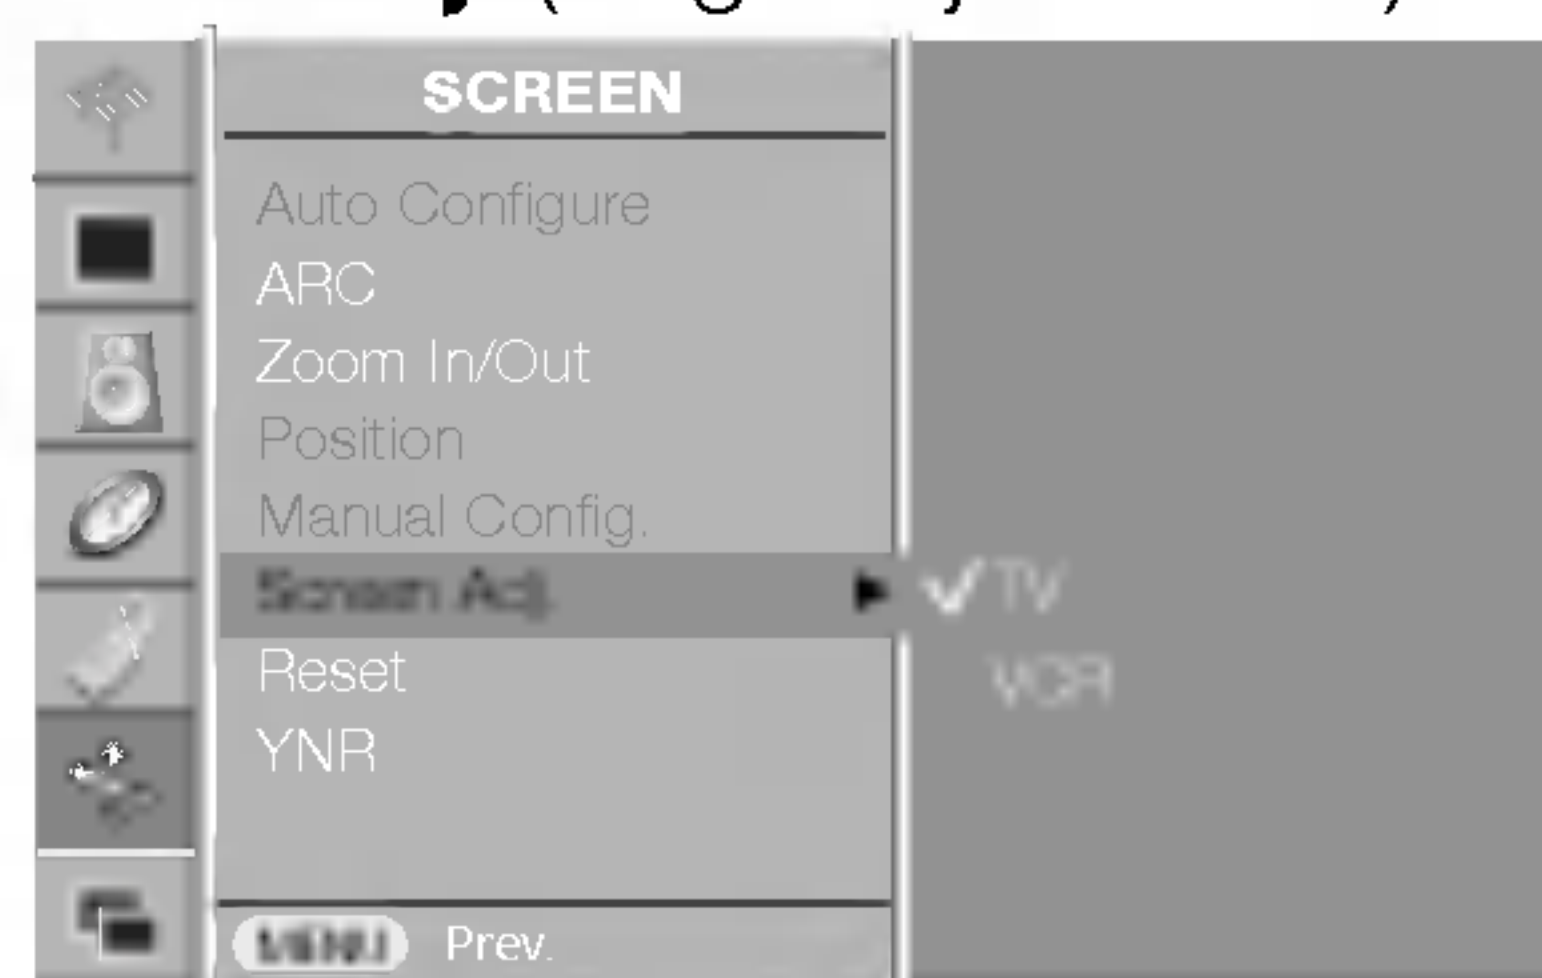 SCREEN
Auto Configure
ARC
Zoom In/Out
Position
Manual Config.
Screen Adj. ✓ TV
VCR
Reset
YNR
MENU Prev.